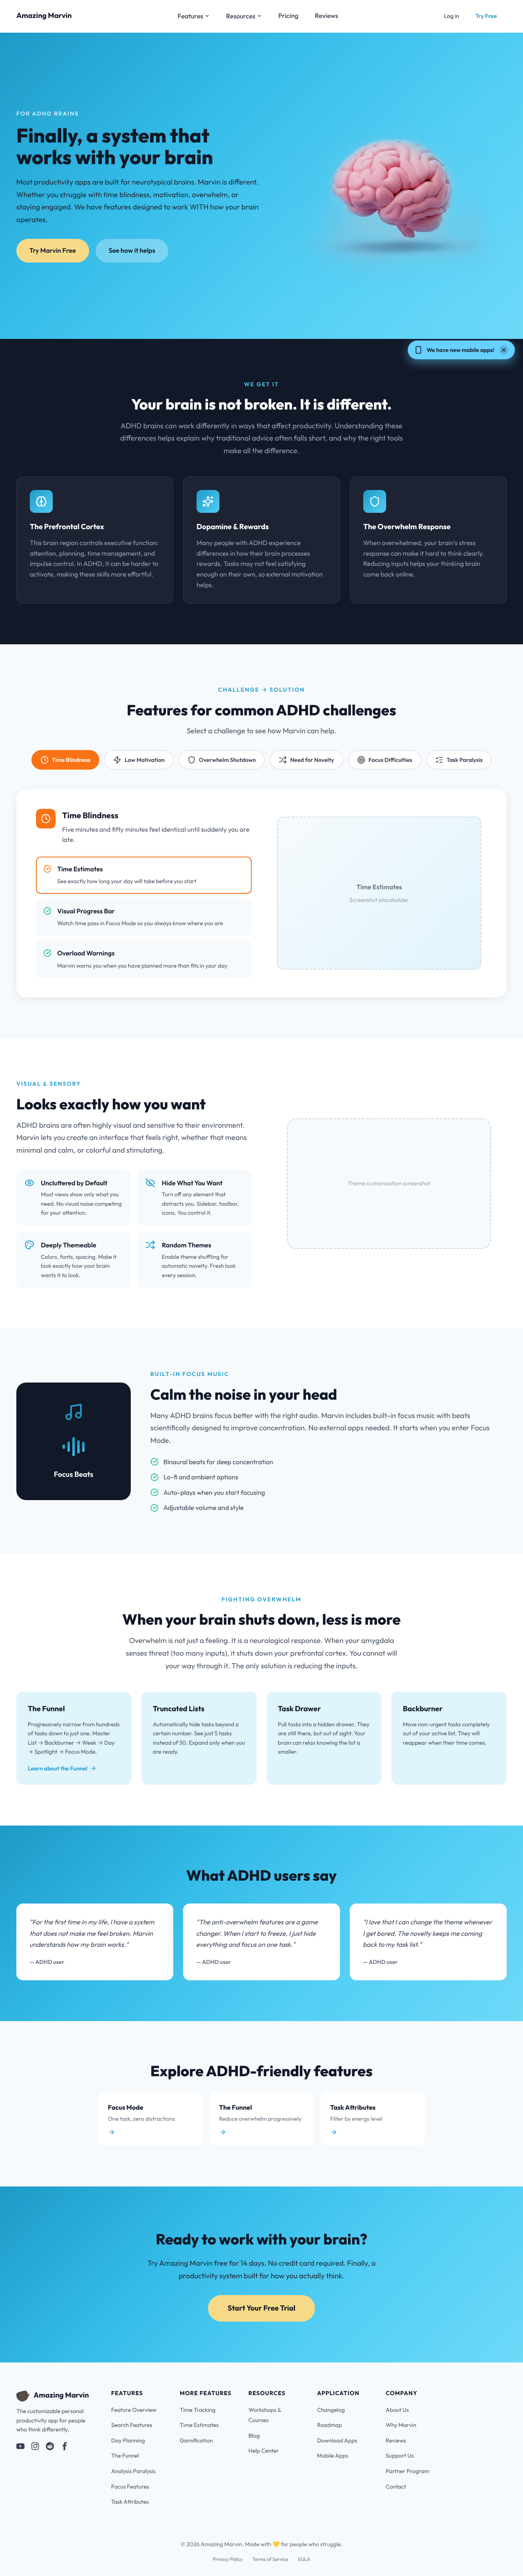 Amazing Marvin
Features
Resources
Pricing
Reviews
Log in
Try Free
FOR ADHD BRAINS
Finally, a system that
works with your brain
Most productivity apps are built for neurotypical brains. Marvin is different.
Whether you struggle with time blindness, motivation, overwhelm, or
staying engaged. We have features designed to work WITH how your brain
operates.
Try Marvin Free
See how it helps
We have new mobile apps!
WE GET IT
Your brain is not broken. It is different.
ADHD brains can work differently in ways that affect productivity. Understanding these
differences helps explain why traditional advice often falls short, and why the right tools
make all the difference.
The Prefrontal Cortex
This brain region controls executive function:
attention, planning, time management, and
impulse control. In ADHD, it can be harder to
activate, making these skills more effortful.
Dopamine & Rewards
Many people with ADHD experience
differences in how their brain processes
rewards. Tasks may not feel satisfying
enough on their own, so external motivation
helps.
The Overwhelm Response
When overwhelmed, your brain's stress
response can make it hard to think clearly.
Reducing inputs helps your thinking brain
come back online.
CHALLENGE → SOLUTION
Features for common ADHD challenges
Select a challenge to see how Marvin can help.
Time Blindness
Low Motivation
Overwhelm Shutdown
Need for Novelty
Focus Difficulties
Task Paralysis
Time Blindness
Five minutes and fifty minutes feel identical until suddenly you are
late.
Time Estimates
See exactly how long your day will take before you start
Visual Progress Bar
Watch time pass in Focus Mode so you always know where you are
Overload Warnings
Marvin warns you when you have planned more than fits in your day
Time Estimates
Screenshot placeholder
VISUAL & SENSORY
Looks exactly how you want
ADHD brains are often highly visual and sensitive to their environment.
Marvin lets you create an interface that feels right, whether that means
minimal and calm, or colorful and stimulating.
Uncluttered by Default
Most views show only what you
need. No visual noise competing
for your attention.
Hide What You Want
Turn off any element that
distracts you. Sidebar, toolbar,
icons. You control it.
Deeply Themeable
Colors, fonts, spacing. Make it
look exactly how your brain
wants it to look.
Random Themes
Enable theme shuffling for
automatic novelty. Fresh look
every session.
Theme customization screenshot
Focus Beats
BUILT-IN FOCUS MUSIC
Calm the noise in your head
Many ADHD brains focus better with the right audio. Marvin includes built-in focus music with beats
scientifically designed to improve concentration. No external apps needed. It starts when you enter Focus
Mode.
Binaural beats for deep concentration
Lo-fi and ambient options
Auto-plays when you start focusing
Adjustable volume and style
FIGHTING OVERWHELM
When your brain shuts down, less is more
Overwhelm is not just a feeling. It is a neurological response. When your amygdala
senses threat (too many inputs), it shuts down your prefrontal cortex. You cannot will
your way through it. The only solution is reducing the inputs.
The Funnel
Progressively narrow from hundreds
of tasks down to just one. Master
List → Backburner → Week → Day
→ Spotlight → Focus Mode.
Learn about the Funnel →
Truncated Lists
Automatically hide tasks beyond a
certain number. See just 5 tasks
instead of 50. Expand only when you
are ready.
Task Drawer
Pull tasks into a hidden drawer. They
are still there, but out of sight. Your
brain can relax knowing the list is
smaller.
Backburner
Move non-urgent tasks completely
out of your active list. They will
reappear when their time comes.
What ADHD users say
"For the first time in my life, I have a system
that does not make me feel broken. Marvin
understands how my brain works."
— ADHD user
"The anti-overwhelm features are a game
changer. When I start to freeze, I just hide
everything and focus on one task."
— ADHD user
"I love that I can change the theme whenever
I get bored. The novelty keeps me coming
back to my task list."
— ADHD user
Explore ADHD-friendly features
Focus Mode
One task, zero distractions
→
The Funnel
Reduce overwhelm progressively
→
Task Attributes
Filter by energy level
→
Ready to work with your brain?
Try Amazing Marvin free for 14 days. No credit card required. Finally, a
productivity system built for how you actually think.
Start Your Free Trial
Amazing Marvin
The customizable personal
productivity app for people
who think differently.
FEATURES
Feature Overview
Search Features
Day Planning
The Funnel
Analysis Paralysis
Focus Features
Task Attributes
MORE FEATURES
Time Tracking
Time Estimates
Gamification
RESOURCES
Workshops &
Courses
Blog
Help Center
APPLICATION
Changelog
Roadmap
Download Apps
Mobile Apps
COMPANY
About Us
Why Marvin
Reviews
Support Us
Partner Program
Contact
© 2026 Amazing Marvin. Made with 💛 for people who struggle.
Privacy Policy
Terms of Service
EULA